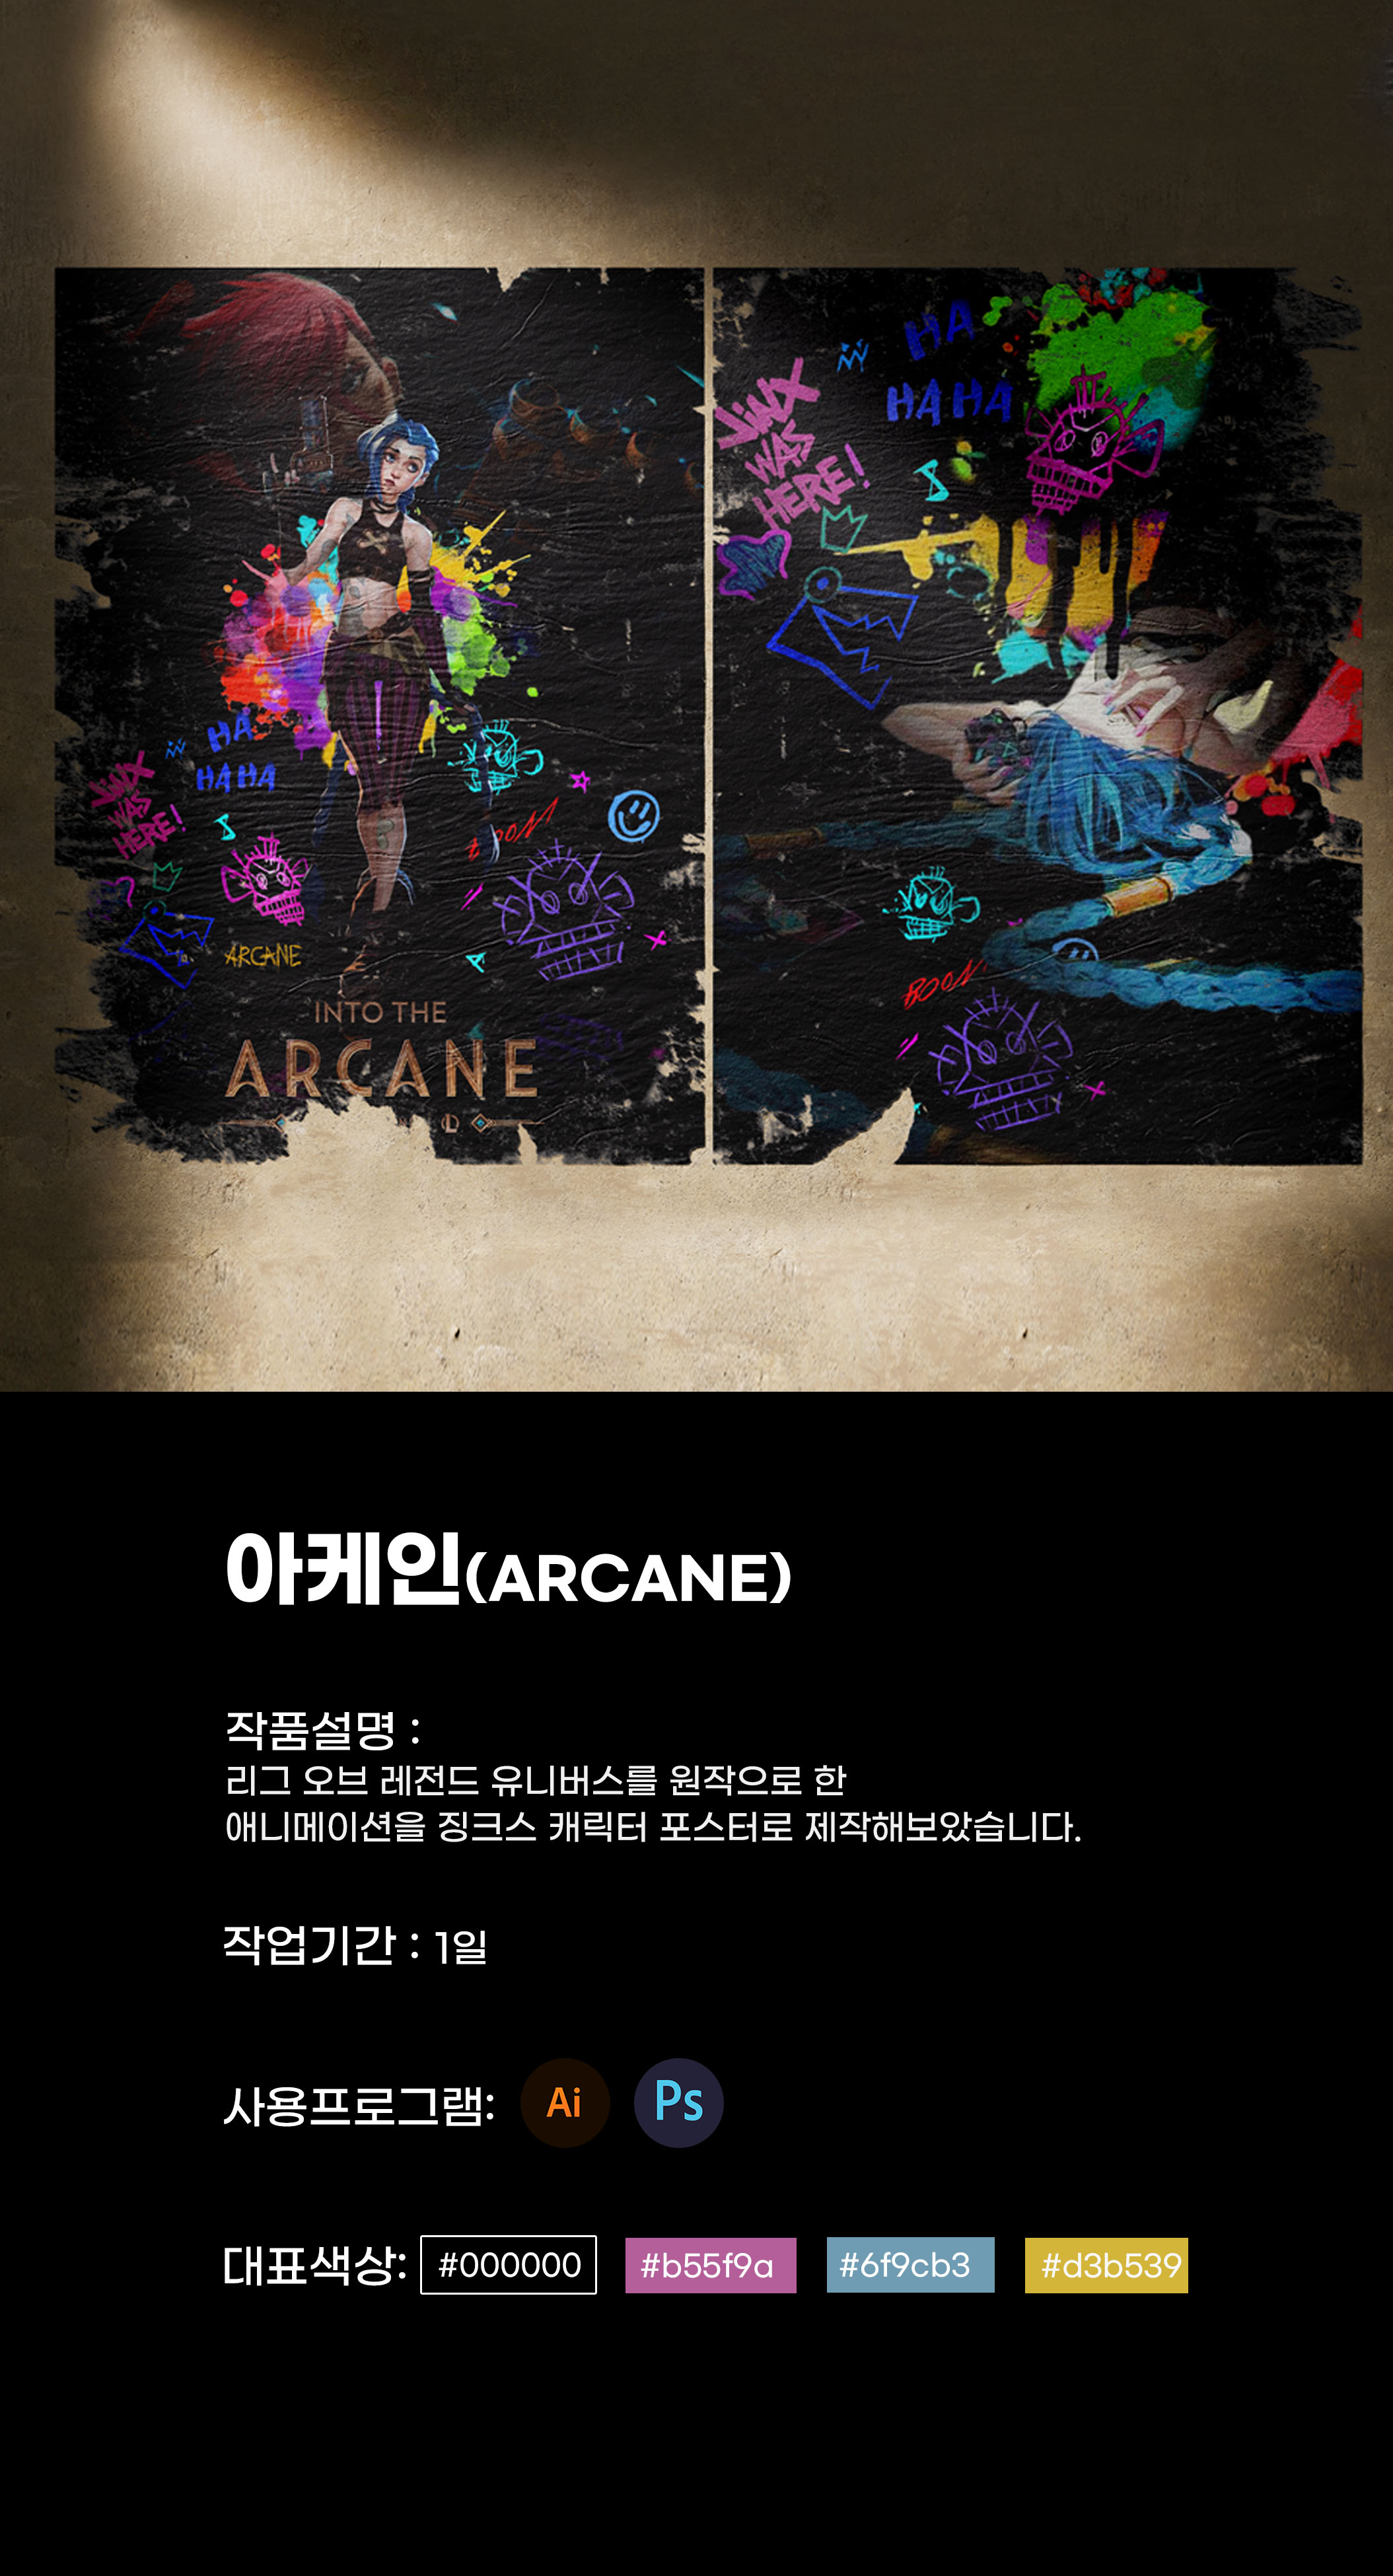 HA
HA HA
JINX
WAS
HERE!
BOOM
ARCANE
INTO THE
ARCANE
HA
HA HA
JINX
WAS
HERE!
BOOM
아케인(ARCANE)
작품설명 :
리그 오브 레전드 유니버스를 원작으로 한
애니메이션을 징크스 캐릭터 포스터로 제작해보았습니다.
작업기간 : 1일
사용프로그램: Ai Ps
대표색상: #000000 #b55f9a #6f9cb3 #d3b539